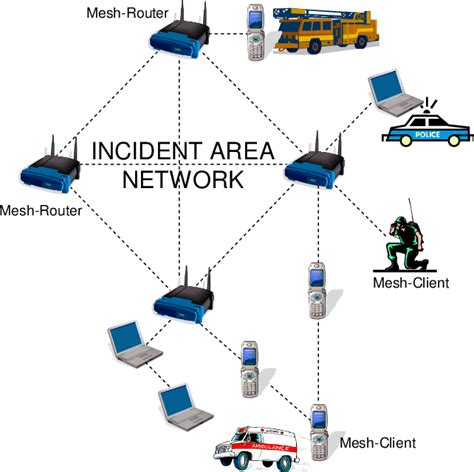 Mesh-Router
POLICE
INCIDENT AREA
NETWORK
Mesh-Router
Mesh-Client
AMBULANCE
Mesh-Client